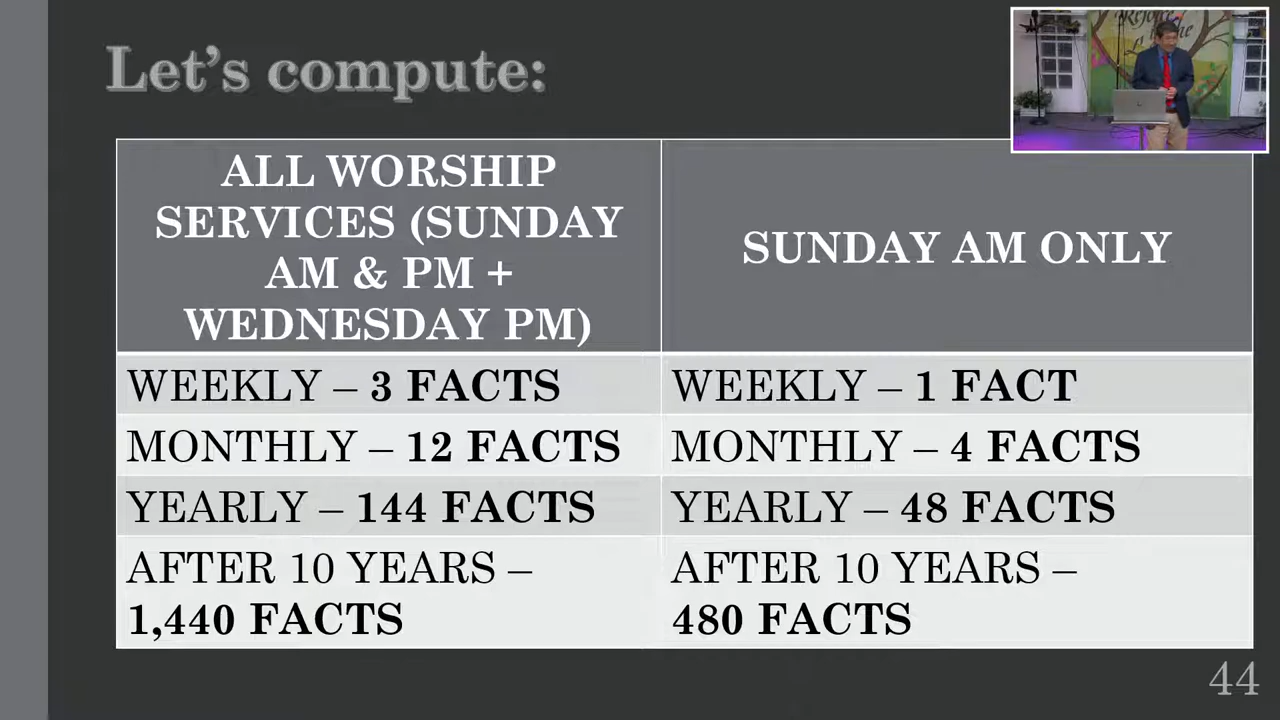 Let's compute:
Rejoice
ALL WORSHIP
SERVICES (SUNDAY
AM & PM +
WEDNESDAY PM)
SUNDAY AM ONLY
WEEKLY – 3 FACTS
WEEKLY – 1 FACT
MONTHLY – 12 FACTS
MONTHLY – 4 FACTS
YEARLY – 144 FACTS
YEARLY – 48 FACTS
AFTER 10 YEARS –
1,440 FACTS
AFTER 10 YEARS –
480 FACTS
44